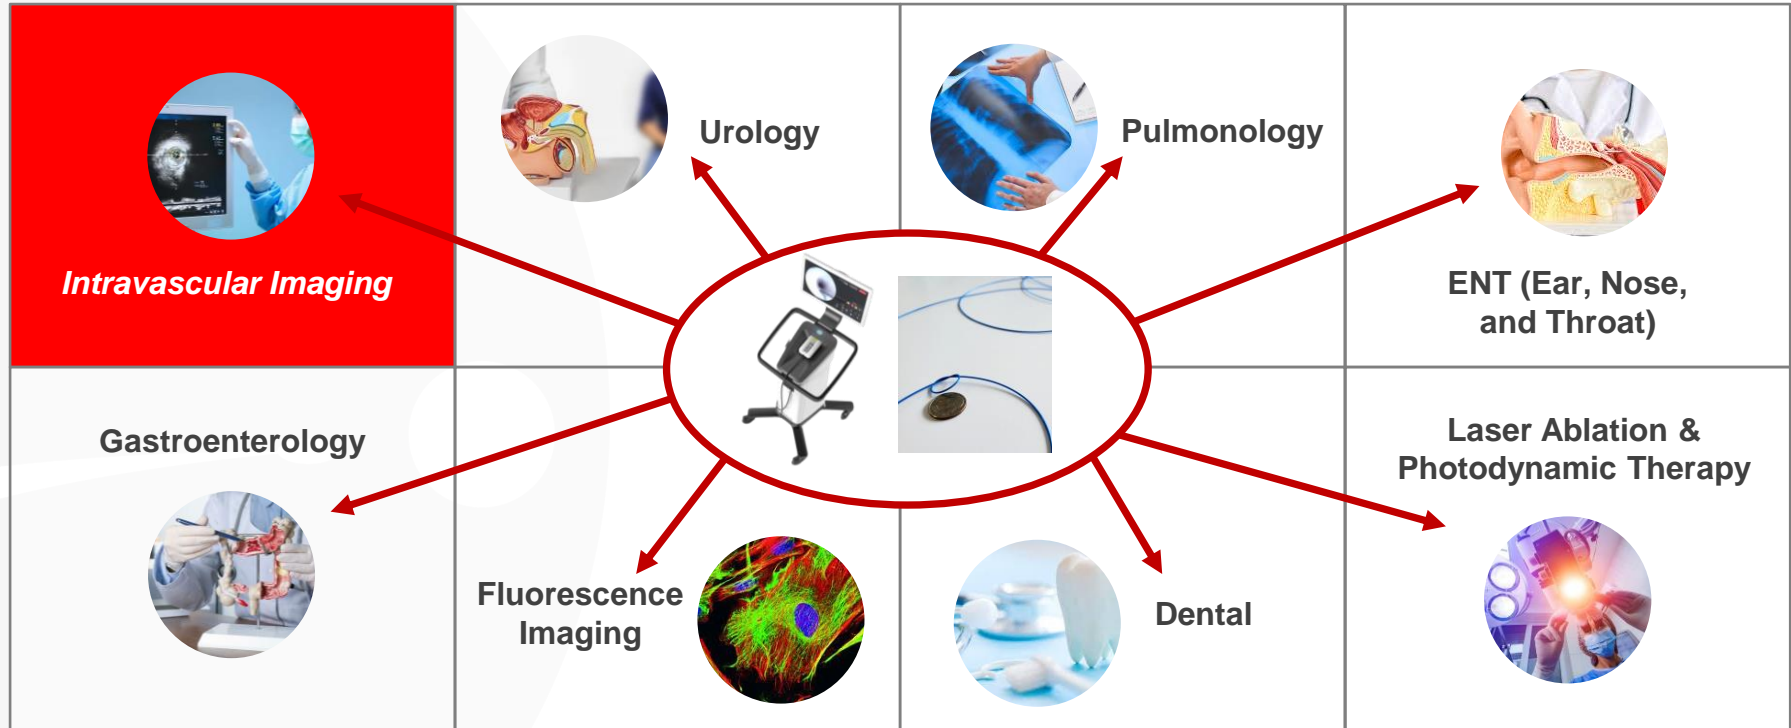 Urology
Pulmonology
Intravascular Imaging
ENT (Ear, Nose,
and Throat)
Gastroenterology
Laser Ablation &
Photodynamic Therapy
Fluorescence
Imaging
Dental